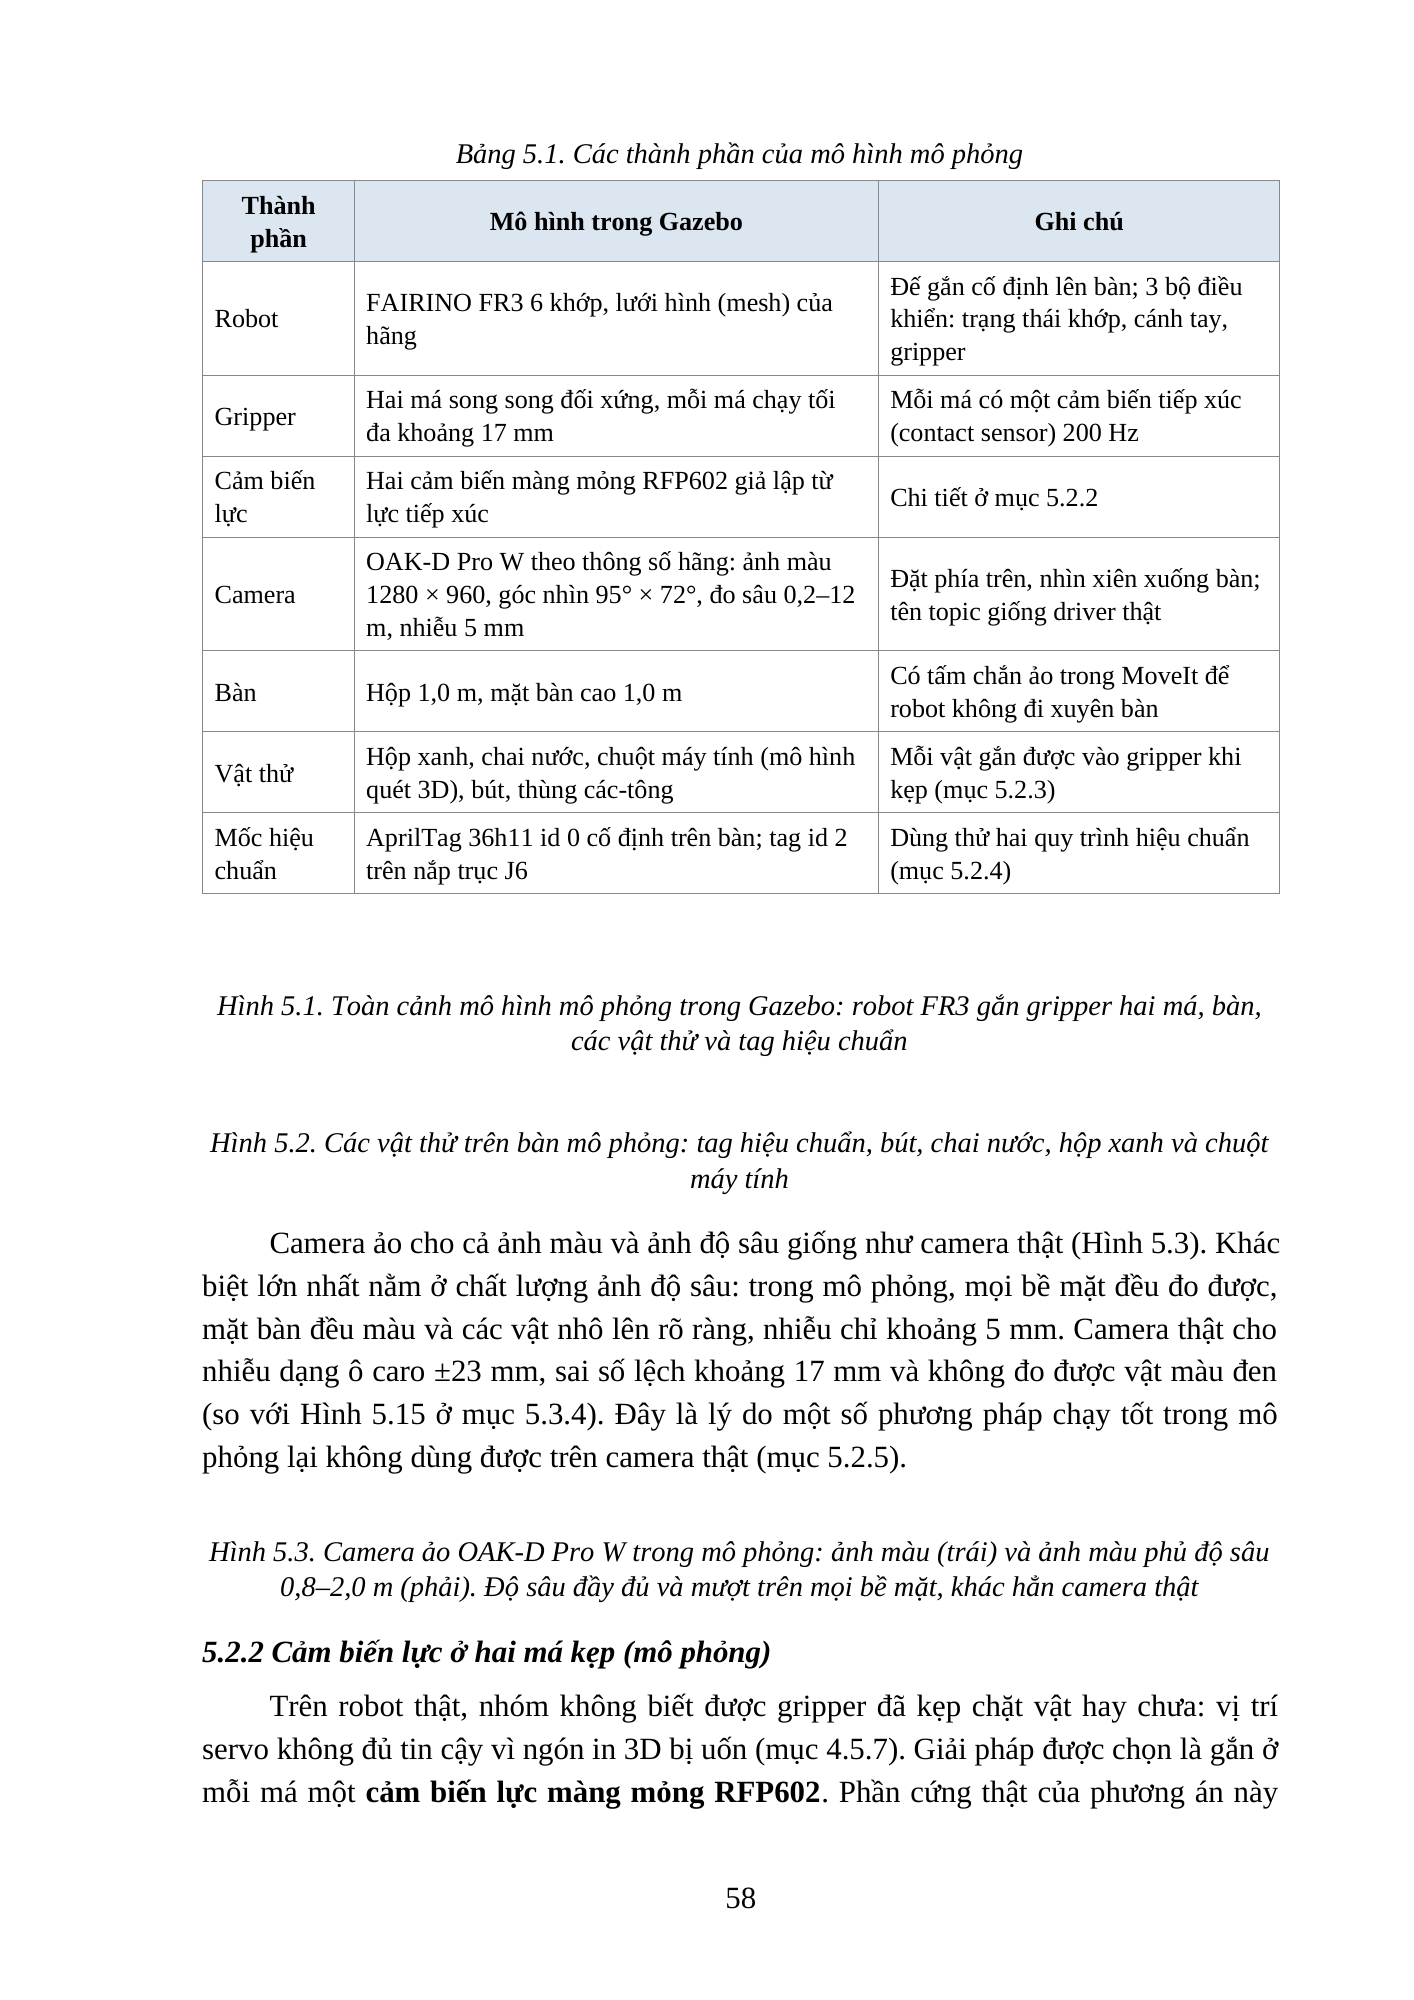 Bảng 5.1. Các thành phần của mô hình mô phỏng
Thành
phần
Mô hình trong Gazebo
Ghi chú
Robot
FAIRINO FR3 6 khớp, lưới hình (mesh) của
hãng
Đế gắn cố định lên bàn; 3 bộ điều
khiển: trạng thái khớp, cánh tay,
gripper
Gripper
Hai má song song đối xứng, mỗi má chạy tối
đa khoảng 17 mm
Mỗi má có một cảm biến tiếp xúc
(contact sensor) 200 Hz
Cảm biến
lực
Hai cảm biến màng mỏng RFP602 giả lập từ
lực tiếp xúc
Chi tiết ở mục 5.2.2
Camera
OAK-D Pro W theo thông số hãng: ảnh màu
1280 × 960, góc nhìn 95° × 72°, đo sâu 0,2–12
m, nhiễu 5 mm
Đặt phía trên, nhìn xiên xuống bàn;
tên topic giống driver thật
Bàn
Hộp 1,0 m, mặt bàn cao 1,0 m
Có tấm chắn ảo trong MoveIt để
robot không đi xuyên bàn
Vật thử
Hộp xanh, chai nước, chuột máy tính (mô hình
quét 3D), bút, thùng các-tông
Mỗi vật gắn được vào gripper khi
kẹp (mục 5.2.3)
Mốc hiệu
chuẩn
AprilTag 36h11 id 0 cố định trên bàn; tag id 2
trên nắp trục J6
Dùng thử hai quy trình hiệu chuẩn
(mục 5.2.4)
Hình 5.1. Toàn cảnh mô hình mô phỏng trong Gazebo: robot FR3 gắn gripper hai má, bàn,
các vật thử và tag hiệu chuẩn
Hình 5.2. Các vật thử trên bàn mô phỏng: tag hiệu chuẩn, bút, chai nước, hộp xanh và chuột
máy tính
Camera ảo cho cả ảnh màu và ảnh độ sâu giống như camera thật (Hình 5.3). Khác
biệt lớn nhất nằm ở chất lượng ảnh độ sâu: trong mô phỏng, mọi bề mặt đều đo được,
mặt bàn đều màu và các vật nhô lên rõ ràng, nhiễu chỉ khoảng 5 mm. Camera thật cho
nhiễu dạng ô caro ±23 mm, sai số lệch khoảng 17 mm và không đo được vật màu đen
(so với Hình 5.15 ở mục 5.3.4). Đây là lý do một số phương pháp chạy tốt trong mô
phỏng lại không dùng được trên camera thật (mục 5.2.5).
Hình 5.3. Camera ảo OAK-D Pro W trong mô phỏng: ảnh màu (trái) và ảnh màu phủ độ sâu
0,8–2,0 m (phải). Độ sâu đầy đủ và mượt trên mọi bề mặt, khác hẳn camera thật
5.2.2 Cảm biến lực ở hai má kẹp (mô phỏng)
Trên robot thật, nhóm không biết được gripper đã kẹp chặt vật hay chưa: vị trí
servo không đủ tin cậy vì ngón in 3D bị uốn (mục 4.5.7). Giải pháp được chọn là gắn ở
mỗi má một cảm biến lực màng mỏng RFP602. Phần cứng thật của phương án này
58